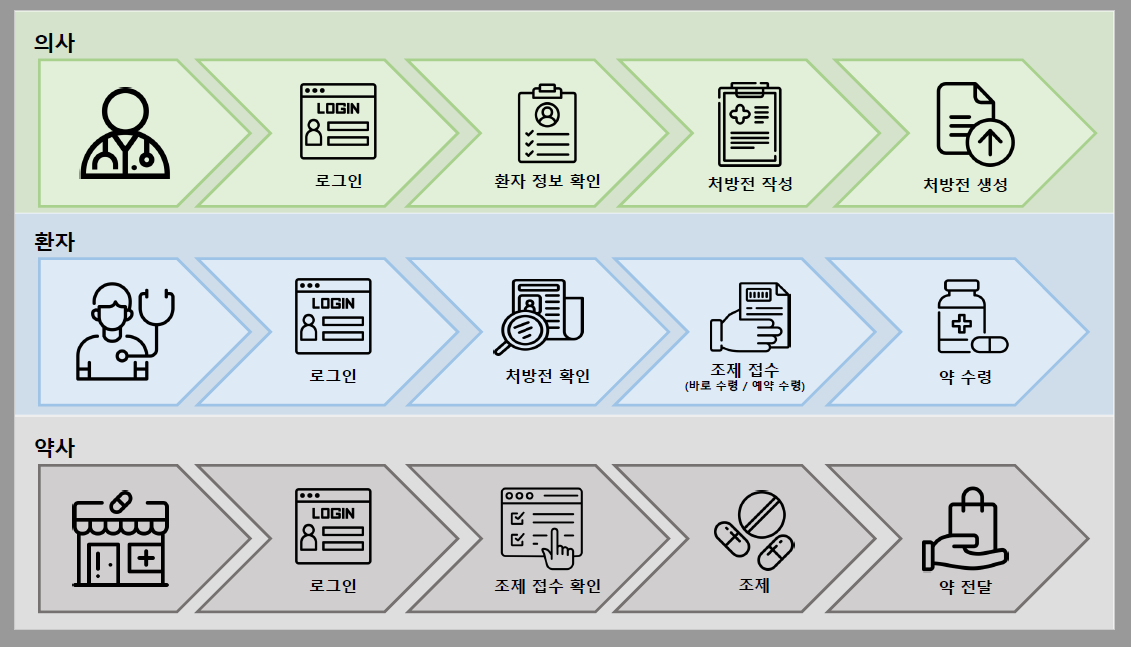 의사
LOGIN
로그인
환자 정보 확인
처방전 작성
처방전 생성
환자
LOGIN
로그인
처방전 확인
조제 접수
(바로 수령 / 예약 수령)
약 수령
약사
LOGIN
로그인
조제 접수 확인
조제
약 전달